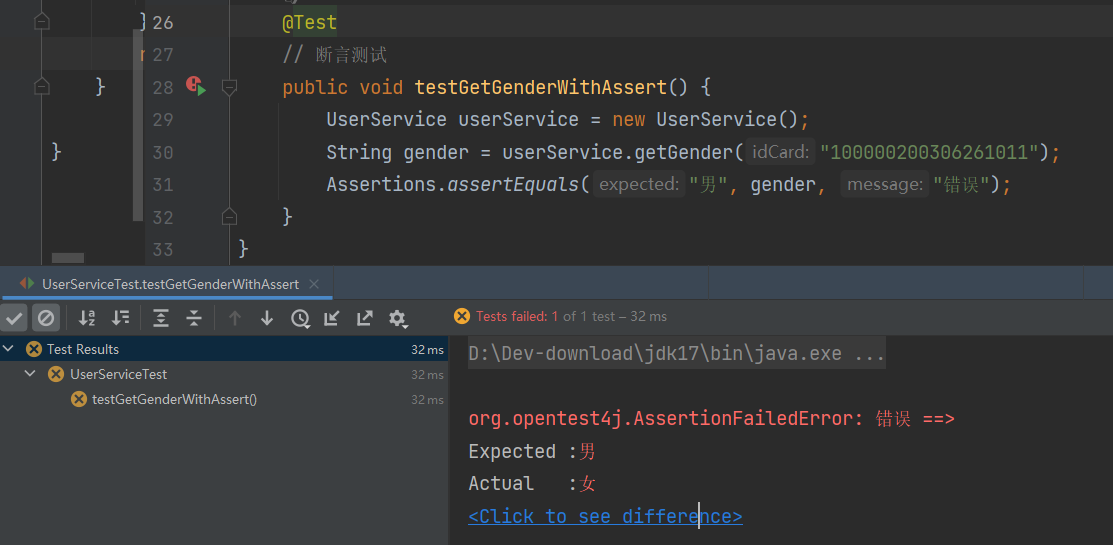 } 26 @Test
27 // 断言测试
} 28 public void testGetGenderWithAssert() {
29 UserService userService = new UserService();
} 30 String gender = userService.getGender( idCard: "100000200306261011");
31 Assertions.assertEquals( expected: "男", gender, message: "错误");
32 }
33 }
UserServiceTest.testGetGenderWithAssert
Tests failed: 1 of 1 test – 32 ms
Test Results 32 ms
UserServiceTest 32 ms
testGetGenderWithAssert() 32 ms
D:\Dev-download\jdk17\bin\java.exe ...
org.opentest4j.AssertionFailedError: 错误 ==>
Expected :男
Actual :女
<Click to see difference>